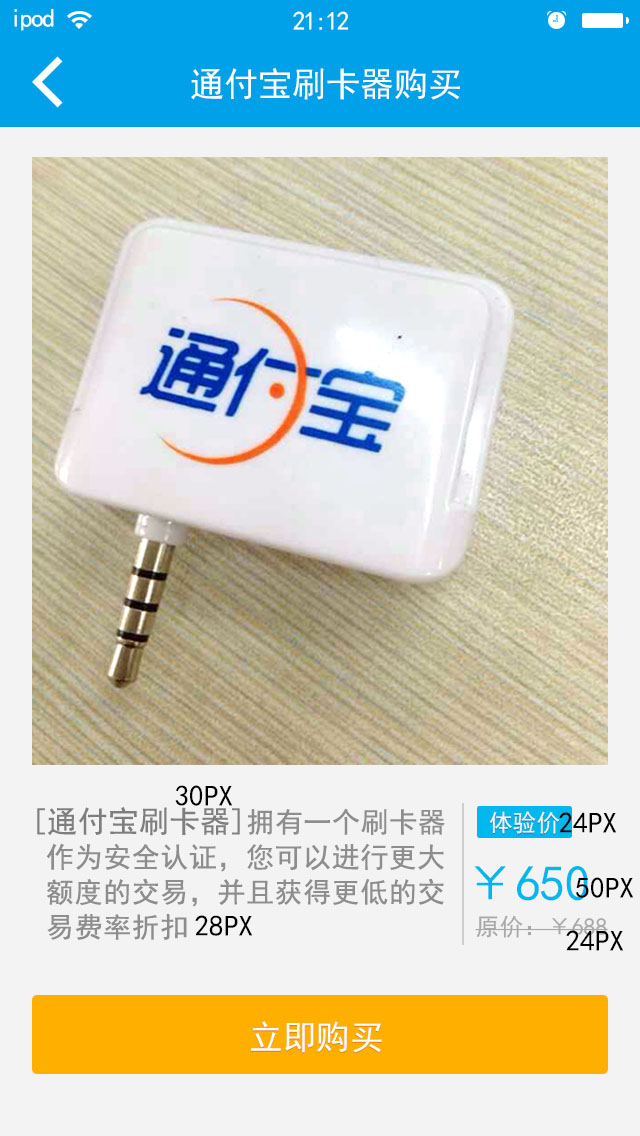 ipod 21:12
通付宝刷卡器购买
通付宝
30PX
[通付宝刷卡器]拥有一个刷卡器
作为安全认证，您可以进行更大
额度的交易，并且获得更低的交
易费率折扣 28PX
体验价 24PX
￥650 50PX
原价：￥688
24PX
立即购买